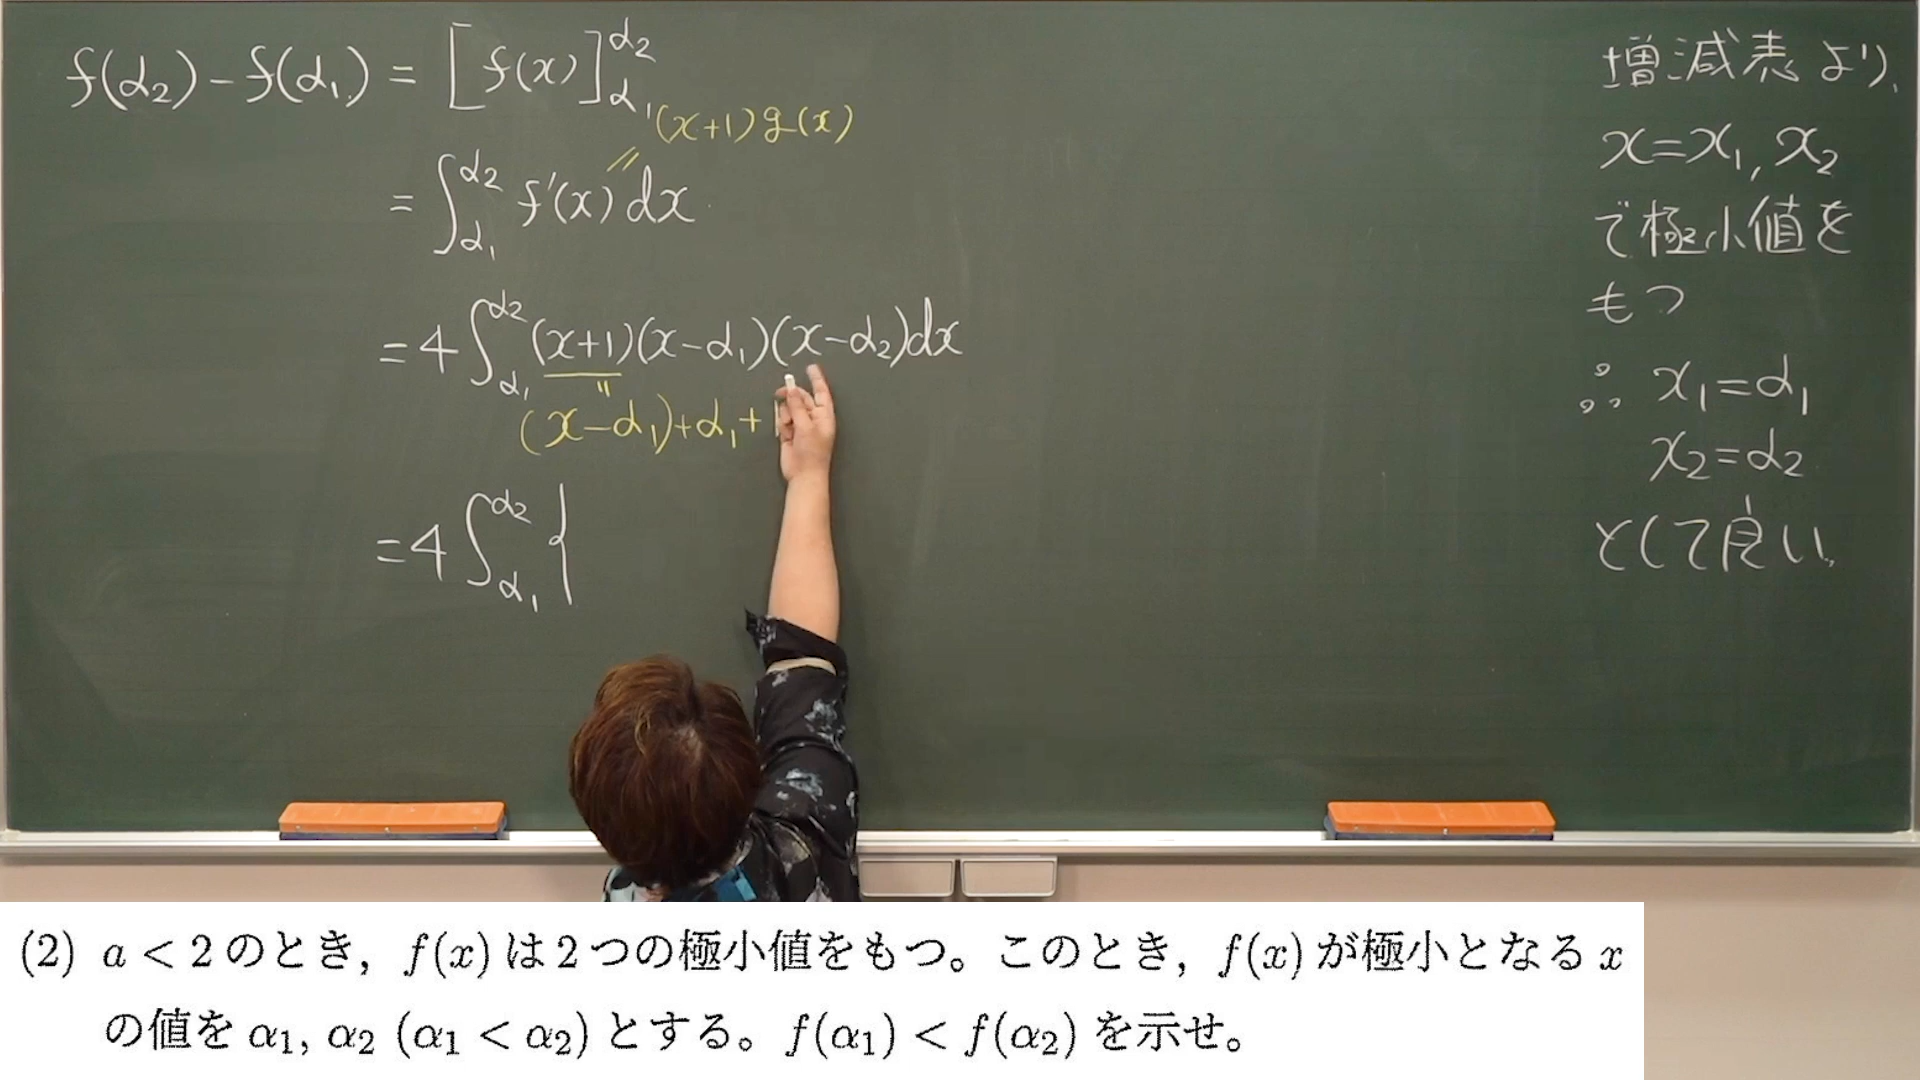 f(α₂)-f(α₁) = [f(x)]_{α₁}^{α₂}
(x+1)g(x)
〃
= ∫_{α₁}^{α₂} f'(x)dx
= 4∫_{α₁}^{α₂} (x+1)(x-α₁)(x-α₂)dx
〃
(x-α₁)+α₁+1
= 4∫_{α₁}^{α₂} {
増減表より,
x=x₁, x₂
で極小値を
もつ
∴ x₁=α₁
x₂=α₂
として良い.
(2) a < 2 のとき, f(x) は 2 つの極小値をもつ。このとき, f(x) が極小となる x
の値を α₁, α₂ (α₁ < α₂) とする。f(α₁) < f(α₂) を示せ。